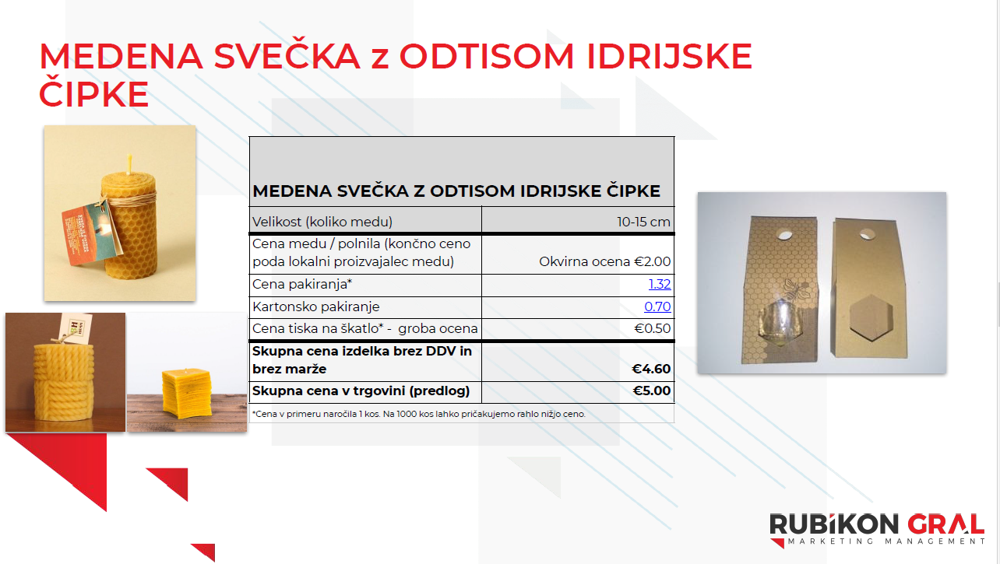 MEDENA SVEČKA z ODTISOM IDRIJSKE
ČIPKE
MEDENA SVEČKA Z ODTISOM IDRIJSKE ČIPKE
Velikost (koliko medu) 10-15 cm
Cena medu / polnila (končno ceno
poda lokalni proizvajalec medu) Okvirna ocena €2.00
Cena pakiranja* 1.32
Kartonsko pakiranje 0.70
Cena tiska na škatlo* - groba ocena €0.50
Skupna cena izdelka brez DDV in
brez marže €4.60
Skupna cena v trgovini (predlog) €5.00
*Cena v primeru naročila 1 kos. Na 1000 kos lahko pričakujemo rahlo nižjo ceno.
RUBIKON GRAL
MARKETING MANAGEMENT